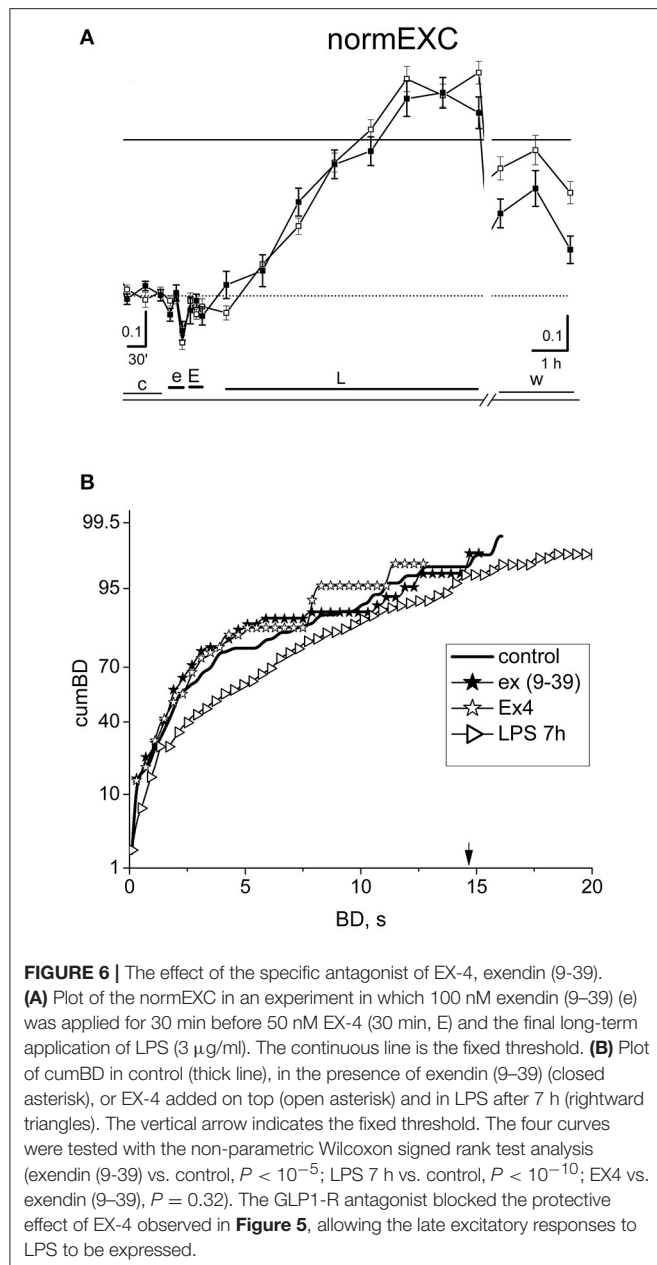 A
normEXC
0.1
30'
0.1
1 h
c
e
E
L
w
B
99.5
95
70
40
10
1
cumBD
control
ex (9-39)
Ex4
LPS 7h
0
5
10
15
20
BD, s
FIGURE 6 | The effect of the specific antagonist of EX-4, exendin (9-39).
(A) Plot of the normEXC in an experiment in which 100 nM exendin (9–39) (e)
was applied for 30 min before 50 nM EX-4 (30 min, E) and the final long-term
application of LPS (3 μg/ml). The continuous line is the fixed threshold. (B) Plot
of cumBD in control (thick line), in the presence of exendin (9–39) (closed
asterisk), or EX-4 added on top (open asterisk) and in LPS after 7 h (rightward
triangles). The vertical arrow indicates the fixed threshold. The four curves
were tested with the non-parametric Wilcoxon signed rank test analysis
(exendin (9-39) vs. control, P < 10⁻⁵; LPS 7 h vs. control, P < 10⁻¹⁰; EX4 vs.
exendin (9–39), P = 0.32). The GLP1-R antagonist blocked the protective
effect of EX-4 observed in Figure 5, allowing the late excitatory responses to
LPS to be expressed.